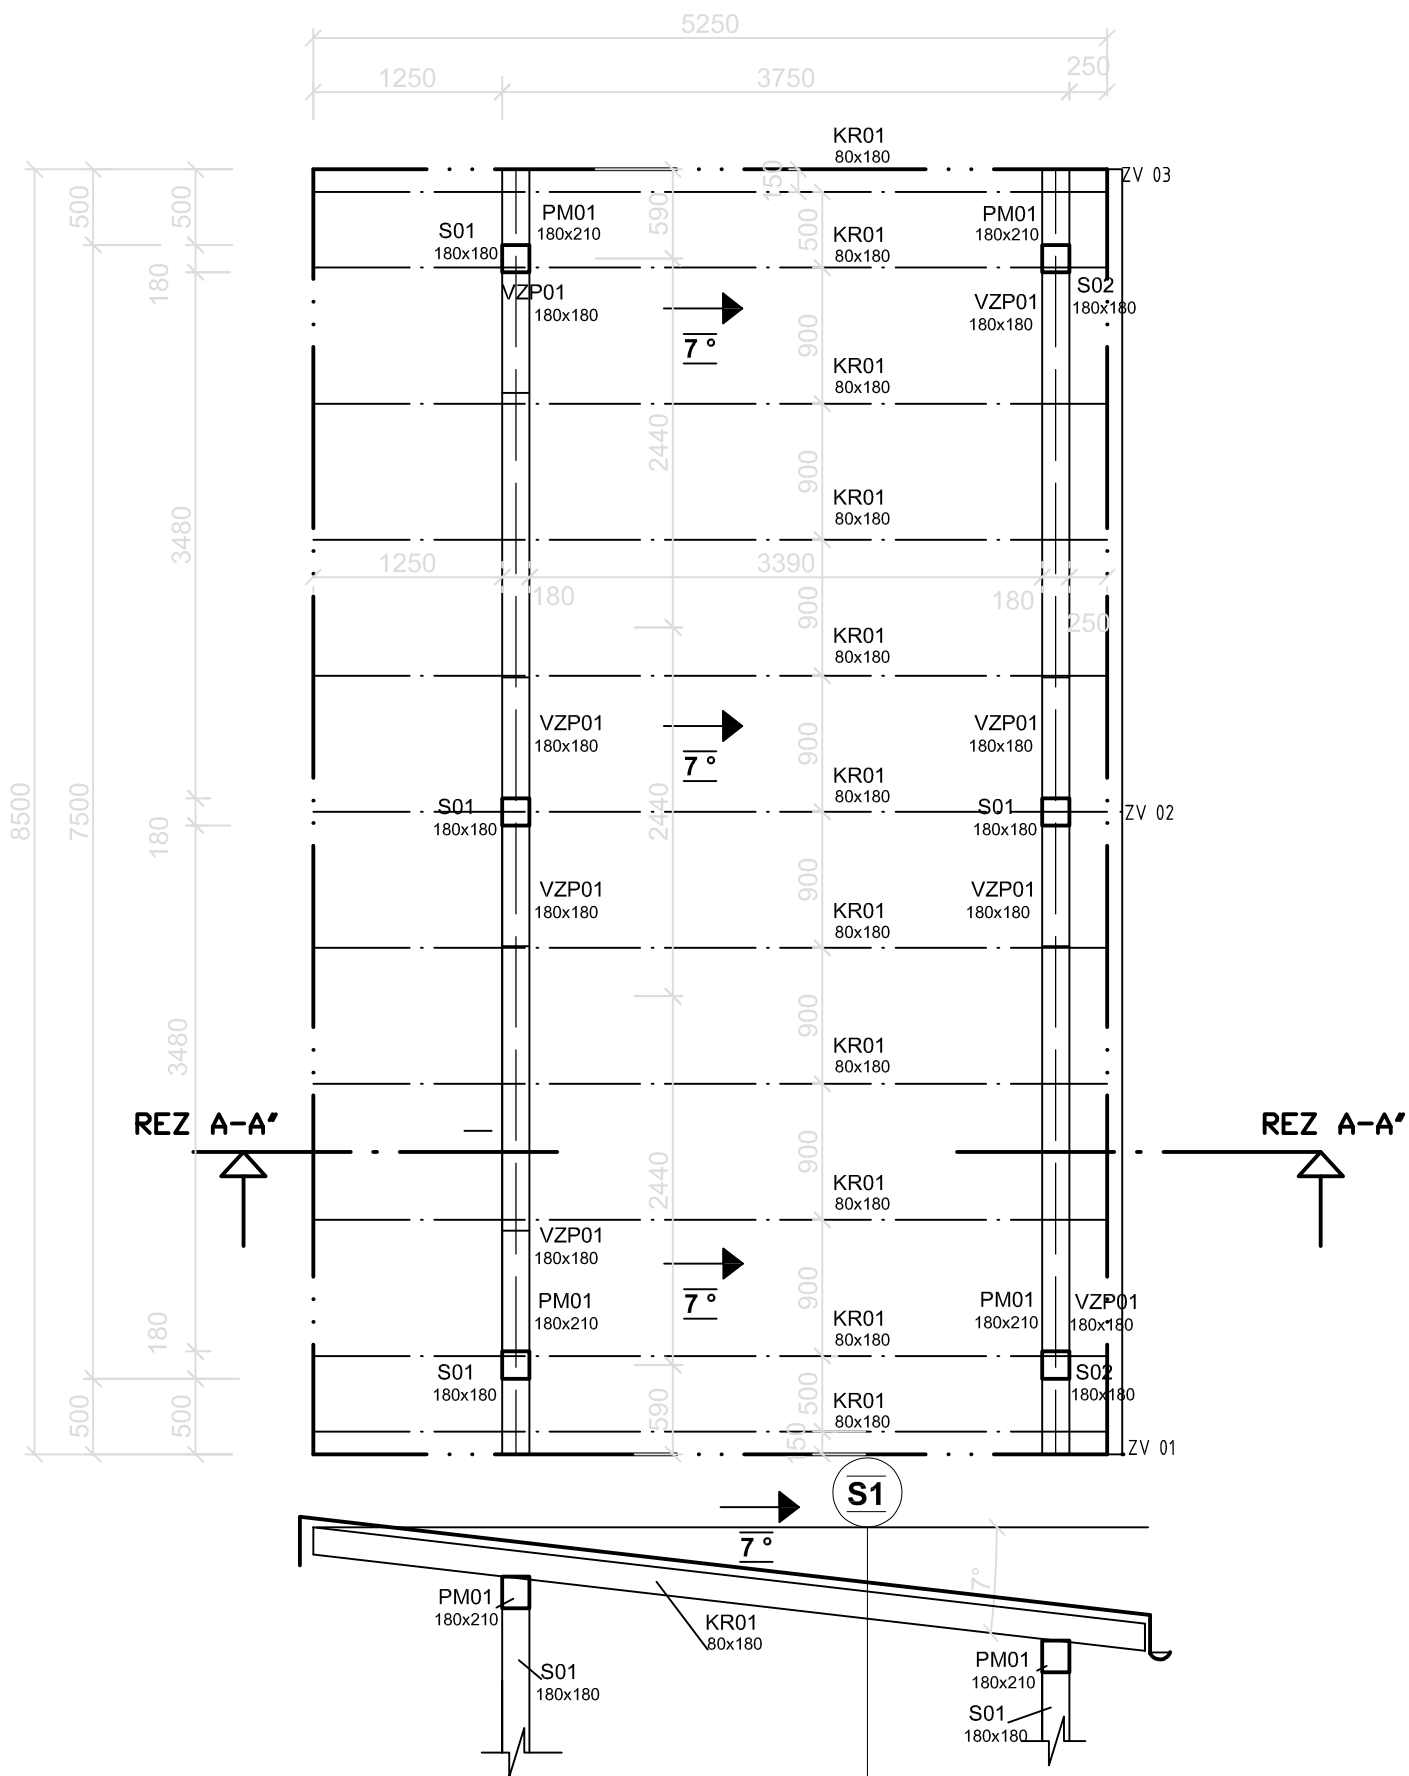 5250
1250
3750
250
KR01
80x180
ZV 03
150
500
500
590
PM01
180x210
PM01
180x210
S01
180x180
500
KR01
80x180
180
VZP01
180x180
VZP01
180x180
S02
180x180
7 °
900
KR01
80x180
2440
900
KR01
80x180
3480
1250
3390
180
180
250
900
KR01
80x180
VZP01
180x180
VZP01
180x180
7 °
900
KR01
80x180
8500
7500
180
2440
S01
180x180
S01
180x180
ZV 02
900
VZP01
180x180
VZP01
180x180
KR01
80x180
900
3480
KR01
80x180
REZ A-A"
REZ A-A"
900
2440
KR01
80x180
VZP01
180x180
PM01
180x210
7 °
900
PM01
180x210
VZP01
180x180
180
KR01
80x180
S01
180x180
S02
180x180
500
500
590
500
KR01
80x180
150
ZV 01
S1
7 °
7°
PM01
180x210
KR01
80x180
S01
180x180
PM01
180x210
S01
180x180